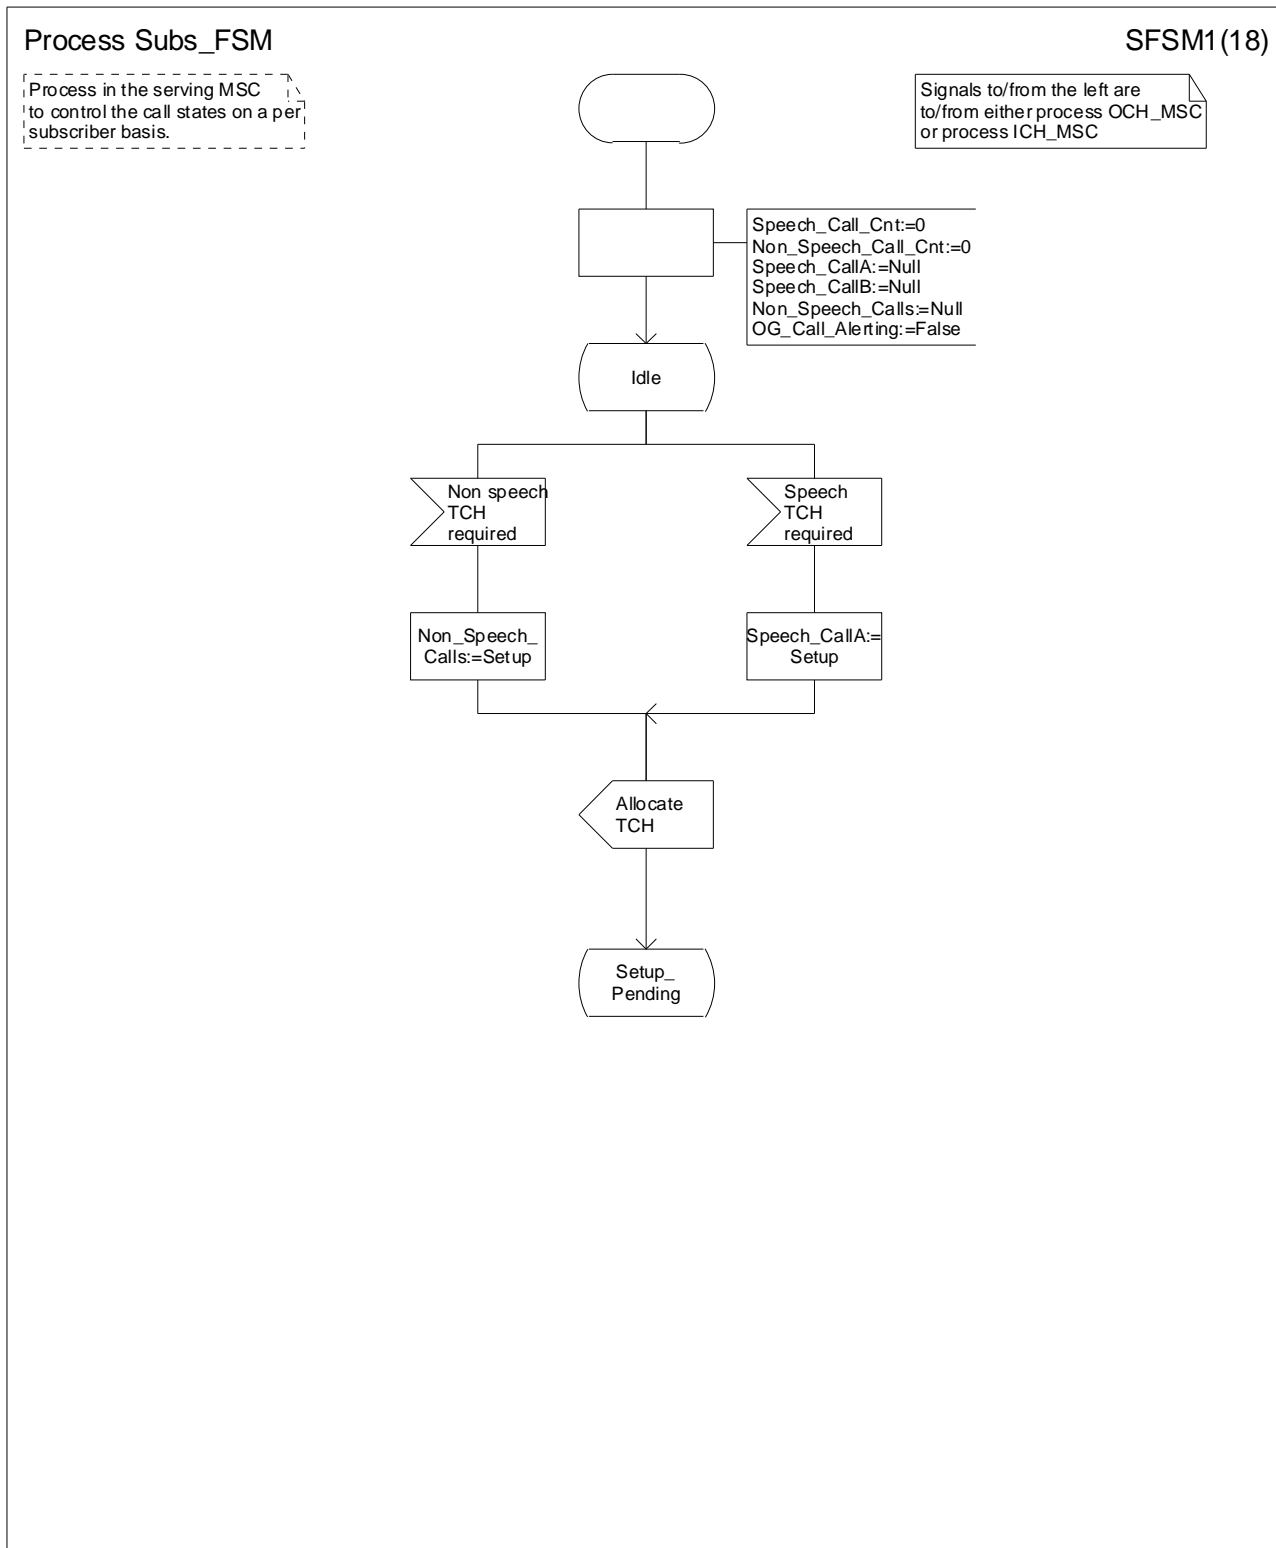 Process Subs_FSM
SFSM1(18)
Process in the serving MSC
to control the call states on a per
subscriber basis.
Signals to/from the left are
to/from either process OCH_MSC
or process ICH_MSC
Speech_Call_Cnt:=0
Non_Speech_Call_Cnt:=0
Speech_CallA:=Null
Speech_CallB:=Null
Non_Speech_Calls:=Null
OG_Call_Alerting:=False
Idle
Non speech
TCH
required
Speech
TCH
required
Non_Speech_
Calls:=Setup
Speech_CallA:=
Setup
Allocate
TCH
Setup_
Pending